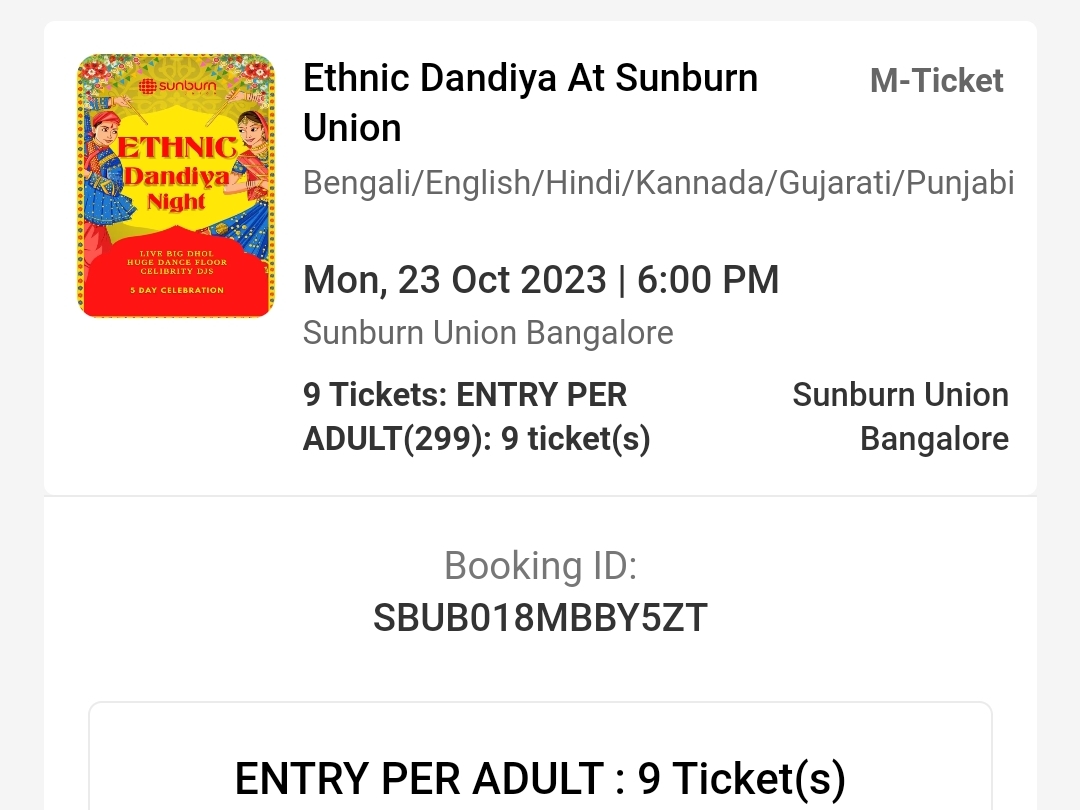 sunburn
ETHNIC
Dandiya
Night
LIVE BIG DHOL
HUGE DANCE FLOOR
CELIBRITY DJS
5 DAY CELEBRATION
Ethnic Dandiya At Sunburn
Union
M-Ticket
Bengali/English/Hindi/Kannada/Gujarati/Punjabi
Mon, 23 Oct 2023 | 6:00 PM
Sunburn Union Bangalore
9 Tickets: ENTRY PER
ADULT(299): 9 ticket(s)
Sunburn Union
Bangalore
Booking ID:
SBUB018MBBY5ZT
ENTRY PER ADULT : 9 Ticket(s)